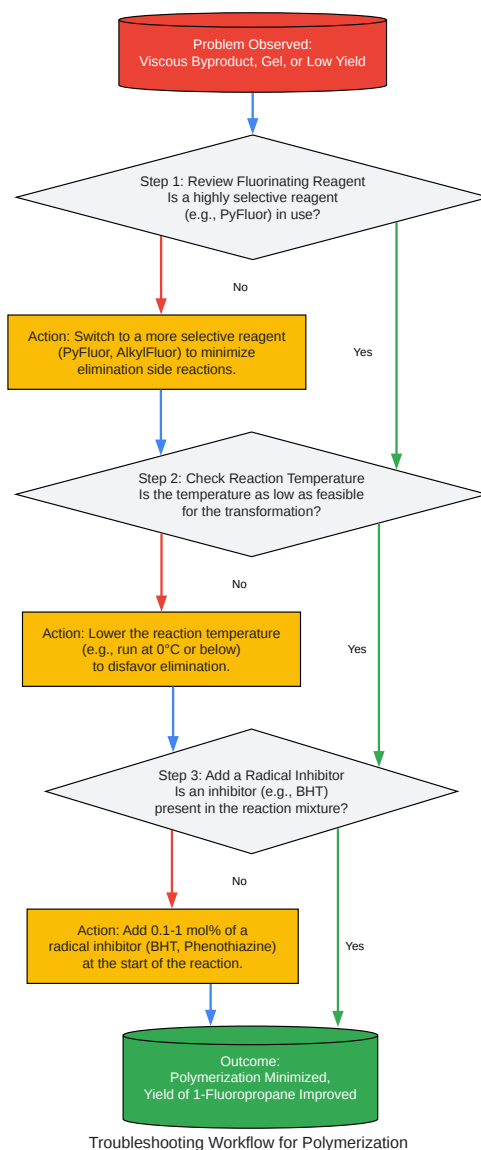 Problem Observed:
Viscous Byproduct, Gel, or Low Yield
Step 1: Review Fluorinating Reagent
Is a highly selective reagent
(e.g., PyFluor) in use?
No
Yes
Action: Switch to a more selective reagent
(PyFluor, AlkylFluor) to minimize
elimination side reactions.
Step 2: Check Reaction Temperature
Is the temperature as low as feasible
for the transformation?
No
Yes
Action: Lower the reaction temperature
(e.g., run at 0°C or below)
to disfavor elimination.
Step 3: Add a Radical Inhibitor
Is an inhibitor (e.g., BHT)
present in the reaction mixture?
No
Yes
Action: Add 0.1-1 mol% of a
radical inhibitor (BHT, Phenothiazine)
at the start of the reaction.
Outcome:
Polymerization Minimized,
Yield of 1-Fluoropropane Improved
Troubleshooting Workflow for Polymerization